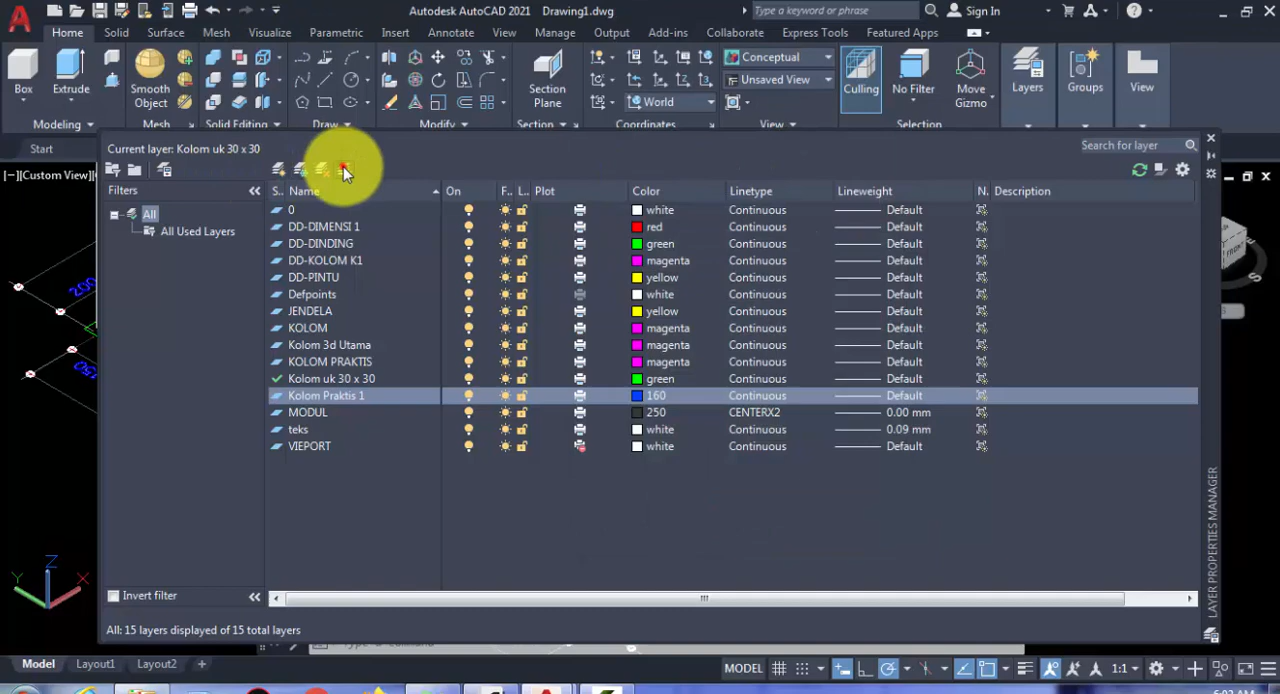 Autodesk AutoCAD 2021 Drawing1.dwg
Type a keyword or phrase
Sign In
Home Solid Surface Mesh Visualize Parametric Insert Annotate View Manage Output Add-ins Collaborate Express Tools Featured Apps
Box
Extrude
Smooth
Object
Section
Plane
Conceptual
Unsaved View
World
Culling
No Filter
Move
Gizmo
Layers
Groups
View
Modeling
Mesh
Solid Editing
Draw
Modify
Section
Coordinates
View
Selection
Start
[−][Custom View]
Current layer: Kolom uk 30 x 30
Search for layer
Filters
All
All Used Layers
S.. Name On F.. L.. Plot Color Linetype Lineweight N. Description
0 white Continuous Default
DD-DIMENSI 1 red Continuous Default
DD-DINDING green Continuous Default
DD-KOLOM K1 magenta Continuous Default
DD-PINTU yellow Continuous Default
Defpoints white Continuous Default
JENDELA yellow Continuous Default
KOLOM magenta Continuous Default
Kolom 3d Utama magenta Continuous Default
KOLOM PRAKTIS magenta Continuous Default
Kolom uk 30 x 30 green Continuous Default
Kolom Praktis 1 160 Continuous Default
MODUL 250 CENTERX2 0.00 mm
teks white Continuous 0.09 mm
VIEPORT white Continuous Default
Invert filter
All: 15 layers displayed of 15 total layers
LAYER PROPERTIES MANAGER
FRONT
S
200
Z
Y
X
Type a command
Model Layout1 Layout2 +
MODEL
1:1